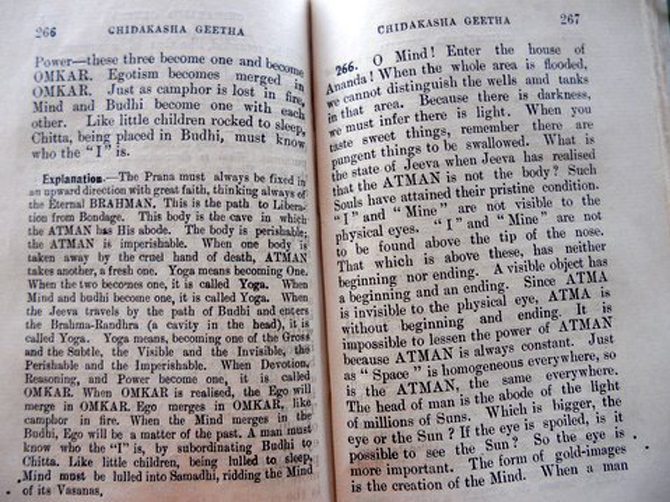 266 CHIDAKASHA GEETHA
Power—these three become one and become
OMKAR. Egotism becomes merged in
OMKAR. Just as camphor is lost in fire,
Mind and Budhi become one with each
other. Like little children rocked to sleep,
Chitta, being placed in Budhi, must know
who the “I” is.
Explanation.—The Prana must always be fixed in
an upward direction with great faith, thinking always of
the Eternal BRAHMAN. This is the path to Libera-
tion from Bondage. This body is the cave in which
the ATMAN has His abode. The body is perishable;
the ATMAN is imperishable. When one body is
taken away by the cruel hand of death, ATMAN
takes another, a fresh one. Yoga means becoming One.
When the two becomes one, it is called Yoga. When
Mind and budhi become one, it is called Yoga. When
the Jeeva travels by the path of Budhi and enters
the Brahma-Randhra (a cavity in the head), it is
called Yoga. Yoga means, becoming one of the Gross
and the Subtle, the Visible and the Invisible, the
Perishable and the Imperishable. When Devotion,
Reasoning, and Power become one, it is called
OMKAR. When OMKAR is realised, the Ego will
merge in OMKAR. Ego merges in OMKAR, like
camphor in fire. When the Mind merges in the
Budhi, Ego will be a matter of the past. A man must
know who the “I” is, by subordinating Budhi to
Chitta. Like little children, being lulled to sleep,
Mind must be lulled into Samadhi, ridding the Mind
of its Vasanas.
CHIDAKASHA GEETHA 267
266. O Mind! Enter the house of
Ananda! When the whole area is flooded,
we cannot distinguish the wells amd tanks
in that area. Because there is darkness,
we must infer there is light. When you
taste sweet things, remember there are
pungent things to be swallowed. What is
the state of Jeeva when Jeeva has realised
that the ATMAN is not the body? Such
Souls have attained their pristine condition.
“I” and “Mine” are not visible to the
physical eyes. “I” and “Mine” are not
to be found above the tip of the nose.
That which is above these, has neither
beginning nor ending. A visible object has
a beginning and an ending. Since ATMA
is invisible to the physical eye, ATMA is
without beginning and ending. It is
impossible to lessen the power of ATMAN
because ATMAN is always constant. Just
as “Space” is homogeneous everywhere, so
is the ATMAN, the same everywhere.
The head of man is the abode of the light
of millions of Suns. Which is bigger, the
eye or the Sun? If the eye is spoiled, is it
possible to see the Sun? So the eye is
more important. The form of gold-images
is the creation of the Mind. When a man